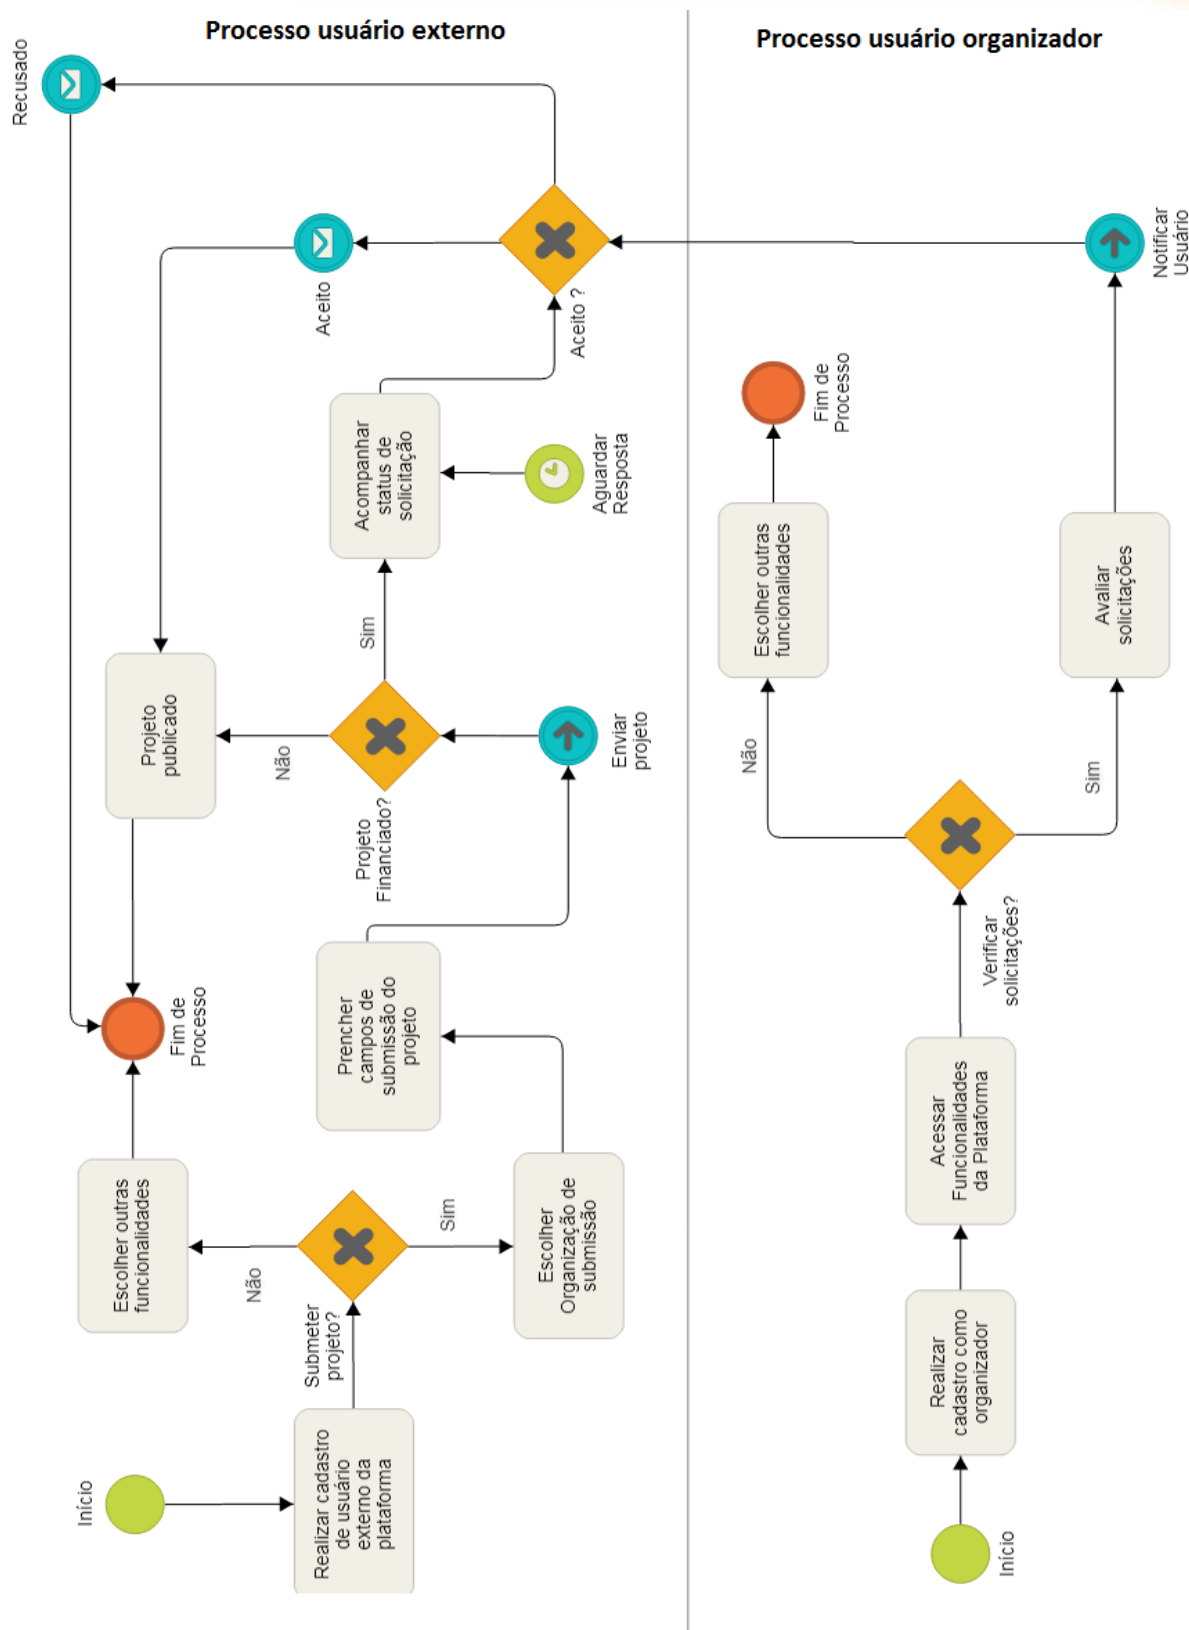 Processo usuário externo
Início
Realizar cadastro
de usuário
externo da
plataforma
Submeter
projeto?
Não
Sim
Escolher outras
funcionalidades
Escolher
Organização de
submissão
Prencher
campos de
submissão do
projeto
Enviar
projeto
Projeto
Financiado?
Não
Sim
Projeto
publicado
Acompanhar
status de
solicitação
Aguardar
Resposta
Aceito ?
Aceito
Recusado
Fim de
Processo
Processo usuário organizador
Início
Realizar
cadastro como
organizador
Acessar
Funcionalidades
da Plataforma
Verificar
solicitações?
Não
Sim
Escolher outras
funcionalidades
Fim de
Processo
Avaliar
solicitações
Notificar
Usuário